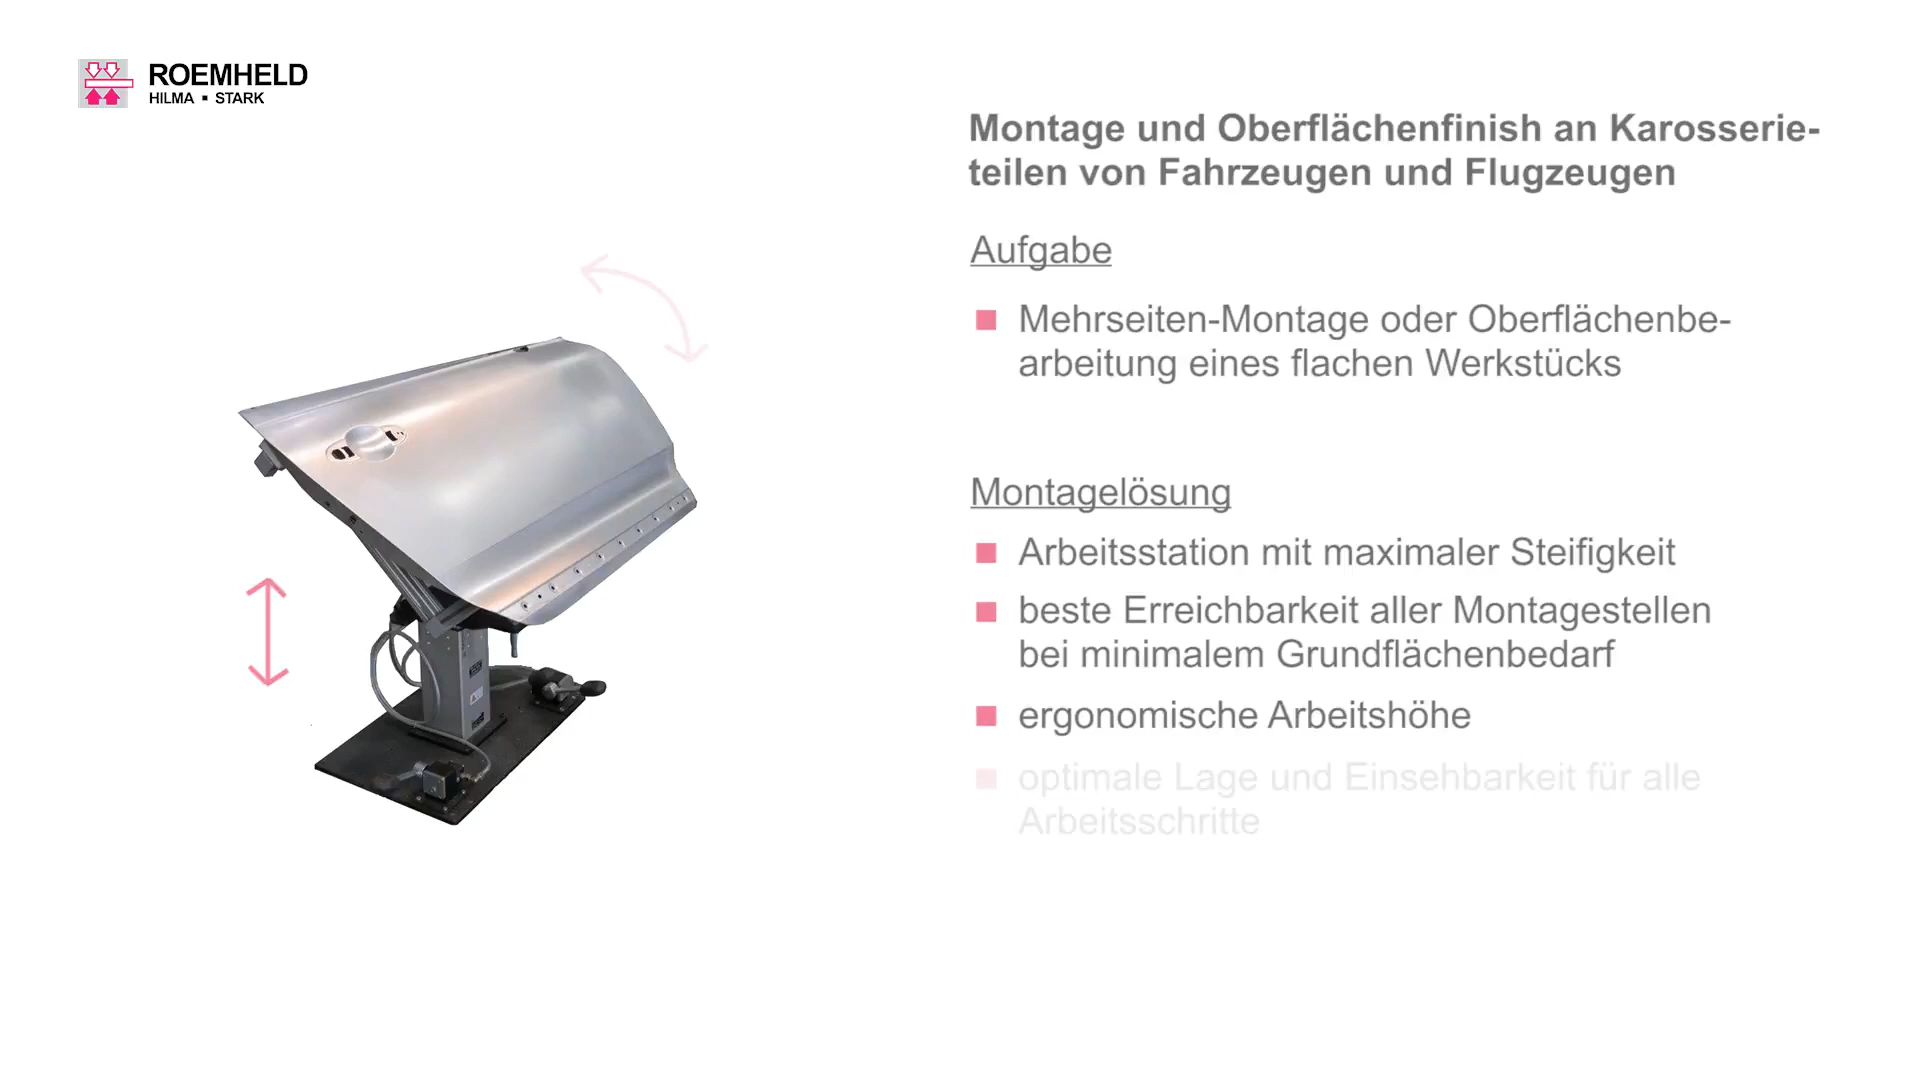 ROEMHELD
HILMA ▪ STARK
Montage und Oberflächenfinish an Karosserie-
teilen von Fahrzeugen und Flugzeugen
Aufgabe
Mehrseiten-Montage oder Oberflächenbe-
arbeitung eines flachen Werkstücks
Montagelösung
Arbeitsstation mit maximaler Steifigkeit
beste Erreichbarkeit aller Montagestellen
bei minimalem Grundflächenbedarf
ergonomische Arbeitshöhe
optimale Lage und Einsehbarkeit für alle
Arbeitsschritte